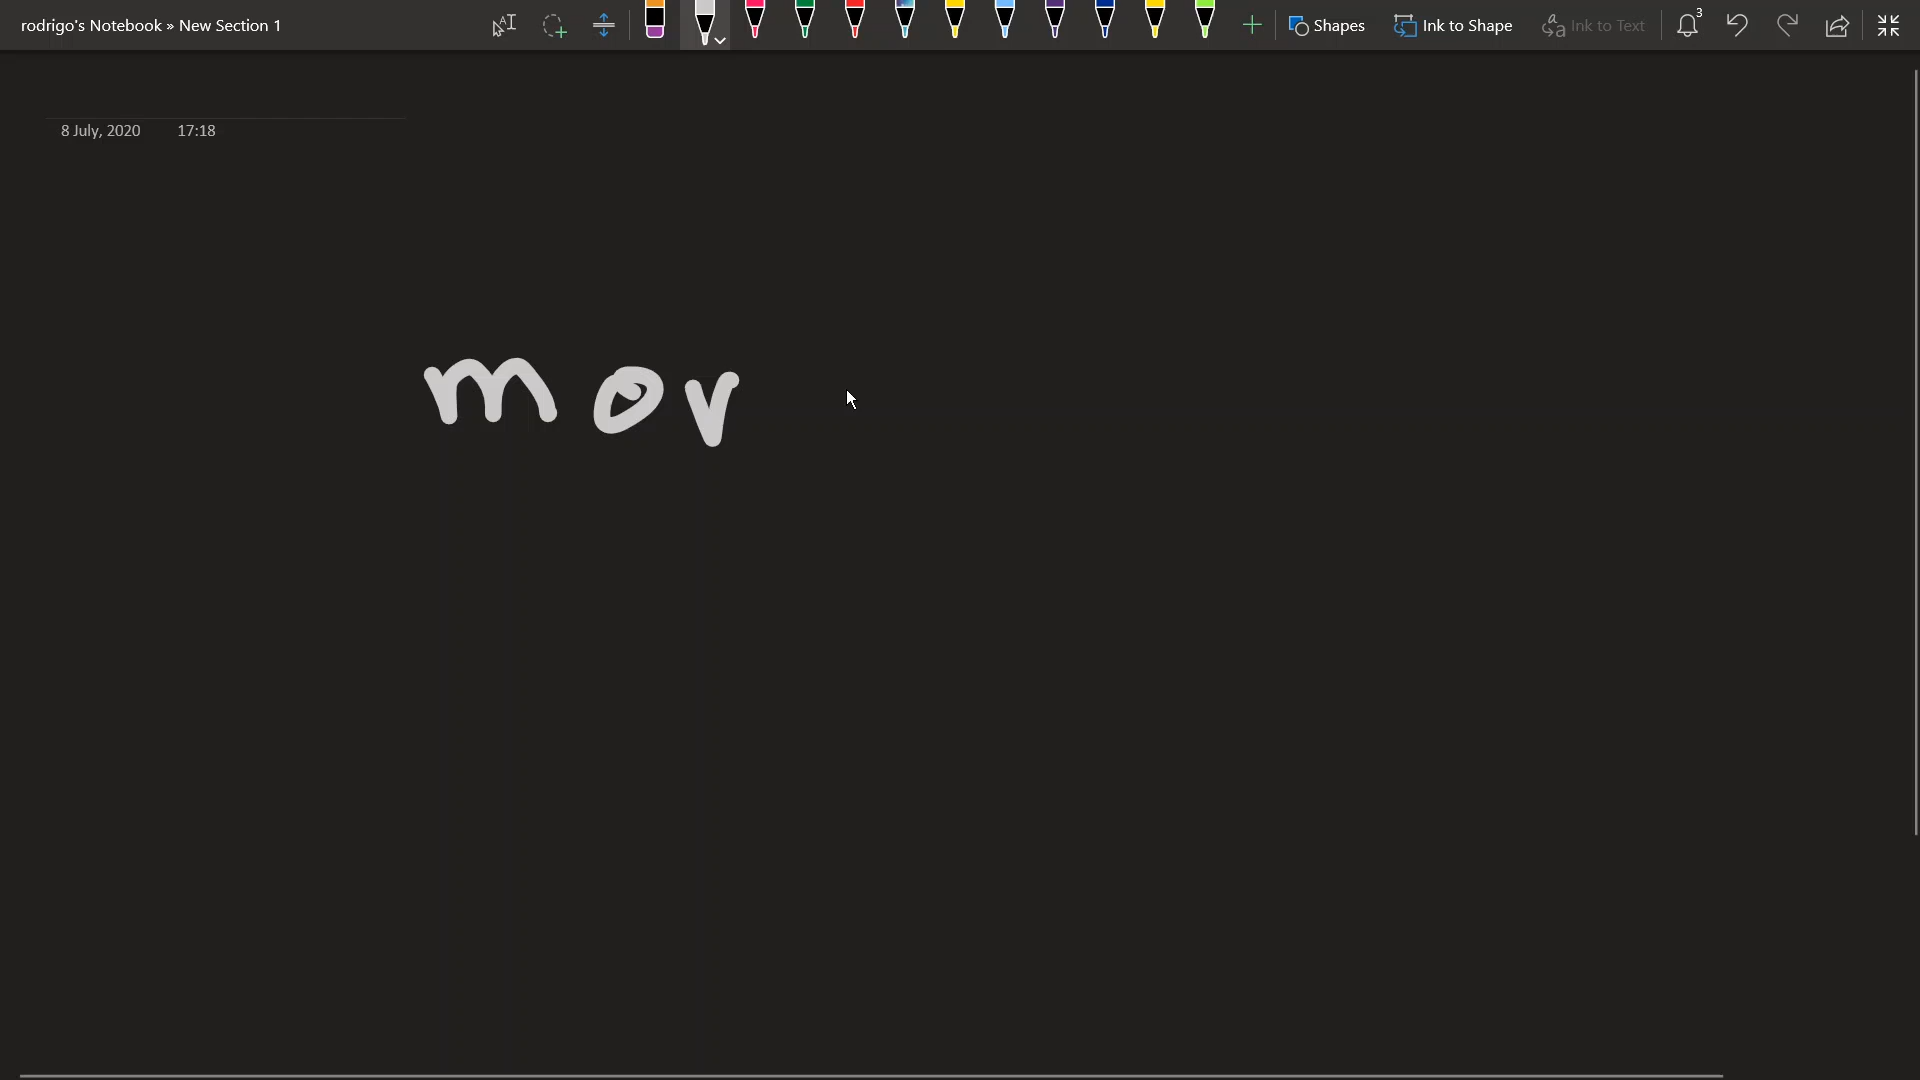 rodrigo's Notebook » New Section 1
Shapes
Ink to Shape
Ink to Text
3
8 July, 2020 17:18
mov